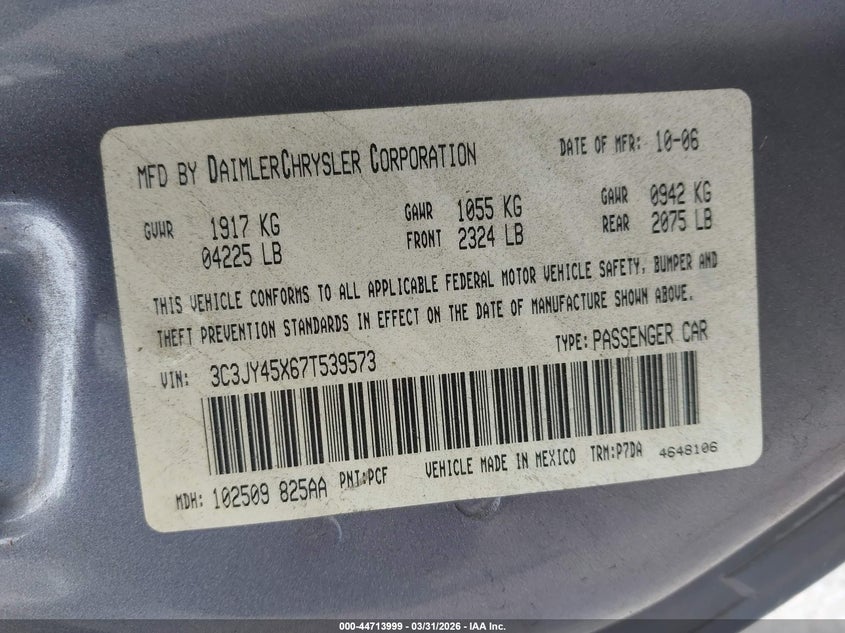 MFD BY DAIMLERCHRYSLER CORPORATION DATE OF MFR: 10-06
GVWR 1917 KG GAWR 1055 KG GAWR 0942 KG
04225 LB FRONT 2324 LB REAR 2075 LB
THIS VEHICLE CONFORMS TO ALL APPLICABLE FEDERAL MOTOR VEHICLE SAFETY, BUMPER AND
THEFT PREVENTION STANDARDS IN EFFECT ON THE DATE OF MANUFACTURE SHOWN ABOVE.
VIN: 3C3JY45X67T539573 TYPE: PASSENGER CAR
MDH: 102509 825AA PNT:PCF VEHICLE MADE IN MEXICO TRM:P7DA 4648106
000-44713999 - 03/31/2026 - IAA Inc.